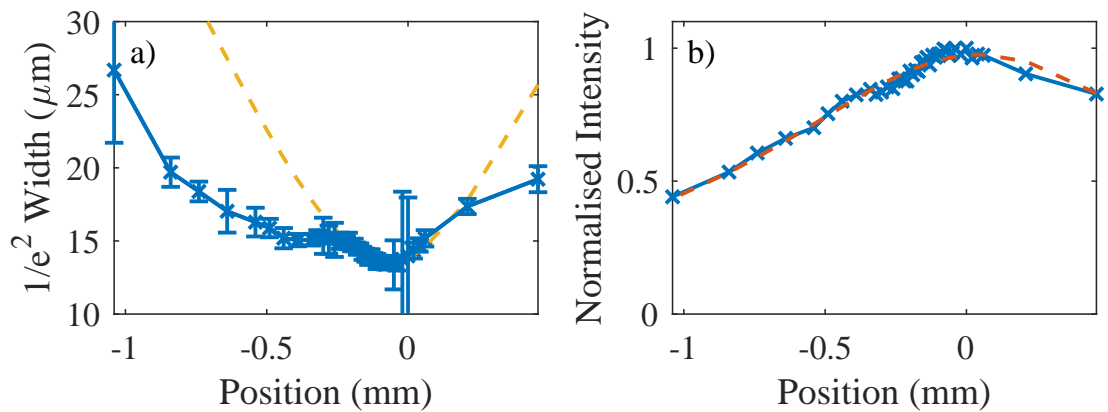 a)
1/e² Width (μm)
30
25
20
15
10
-1
-0.5
0
Position (mm)
b)
Normalised Intensity
1
0.5
0
-1
-0.5
0
Position (mm)